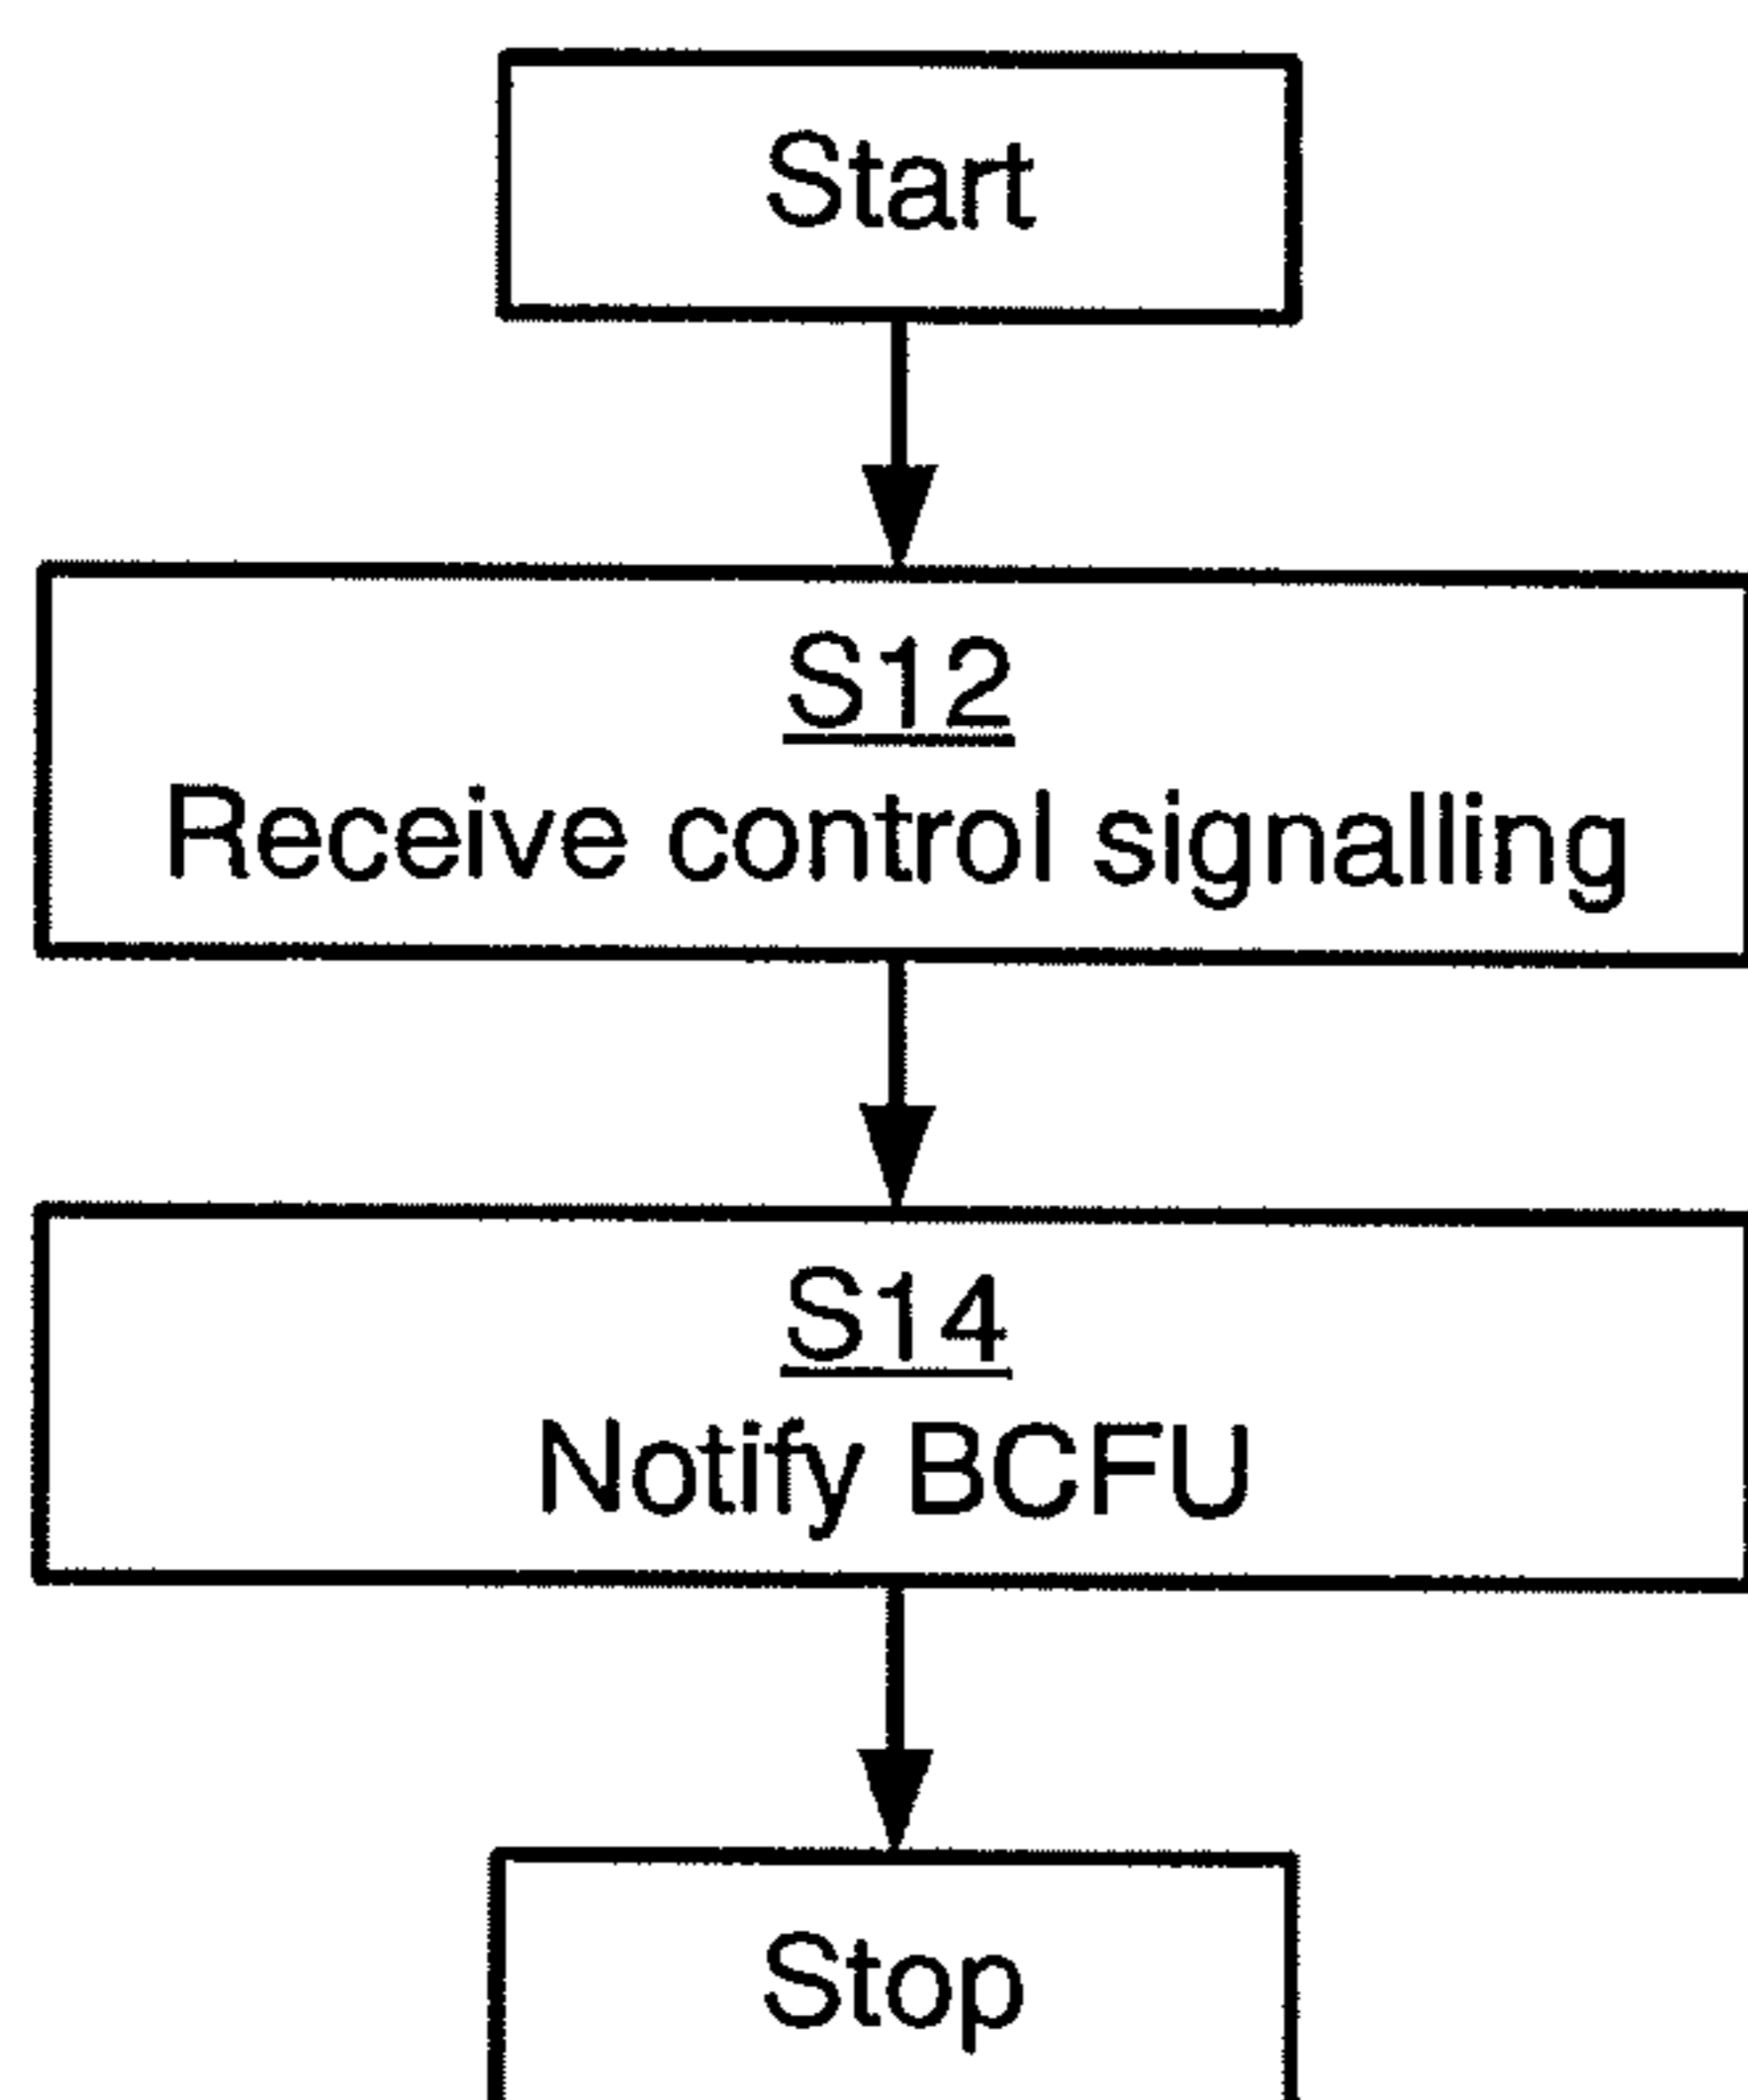 Start
S12
Receive control signalling
S14
Notify BCFU
Stop